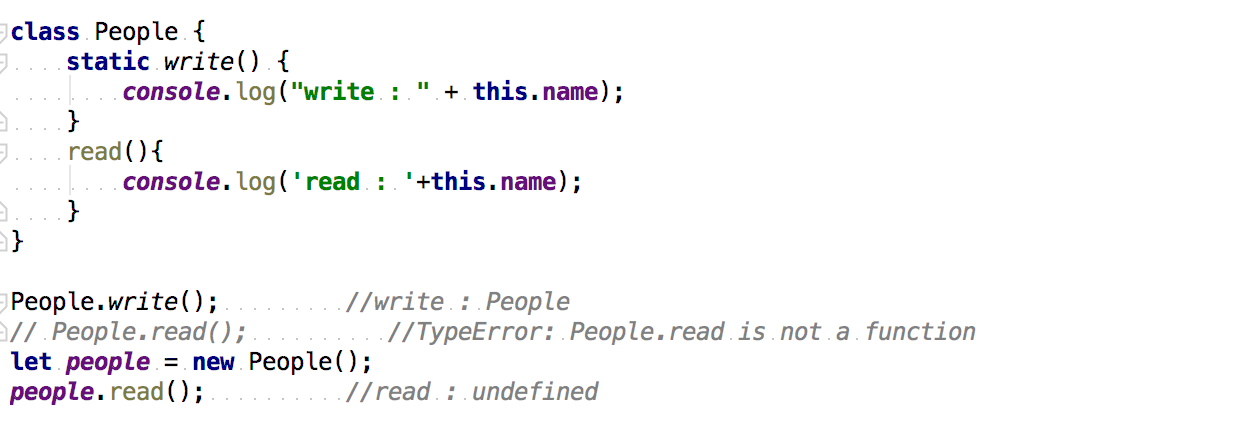 class People {
    static write() {
        console.log("write : " + this.name);
    }
    read(){
        console.log('read : '+this.name);
    }
}

People.write();         //write : People
// People.read();          //TypeError: People.read is not a function
let people = new People();
people.read();          //read : undefined